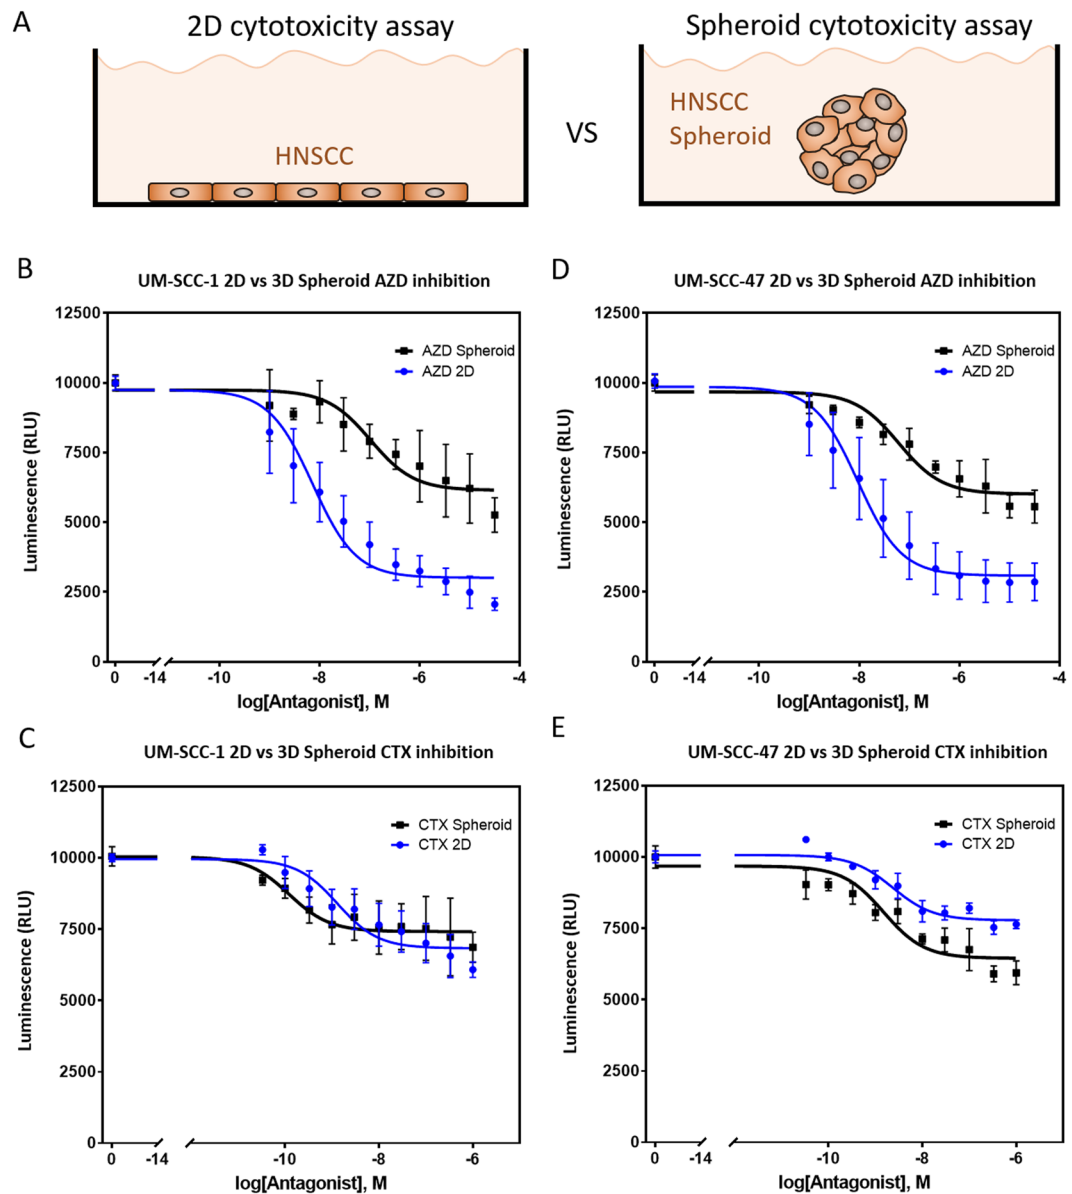 A
2D cytotoxicity assay
HNSCC
VS
Spheroid cytotoxicity assay
HNSCC
Spheroid
B
UM-SCC-1 2D vs 3D Spheroid AZD inhibition
12500
10000
7500
5000
2500
0
Luminescence (RLU)
AZD Spheroid
AZD 2D
0 -14 -10 -8 -6 -4
log[Antagonist], M
D
UM-SCC-47 2D vs 3D Spheroid AZD inhibition
12500
10000
7500
5000
2500
0
Luminescence (RLU)
AZD Spheroid
AZD 2D
0 -14 -10 -8 -6 -4
log[Antagonist], M
C
UM-SCC-1 2D vs 3D Spheroid CTX inhibition
12500
10000
7500
5000
2500
0
Luminescence (RLU)
CTX Spheroid
CTX 2D
0 -14 -10 -8 -6
log[Antagonist], M
E
UM-SCC-47 2D vs 3D Spheroid CTX inhibition
12500
10000
7500
5000
2500
0
Luminescence (RLU)
CTX Spheroid
CTX 2D
0 -14 -10 -8 -6
log[Antagonist], M